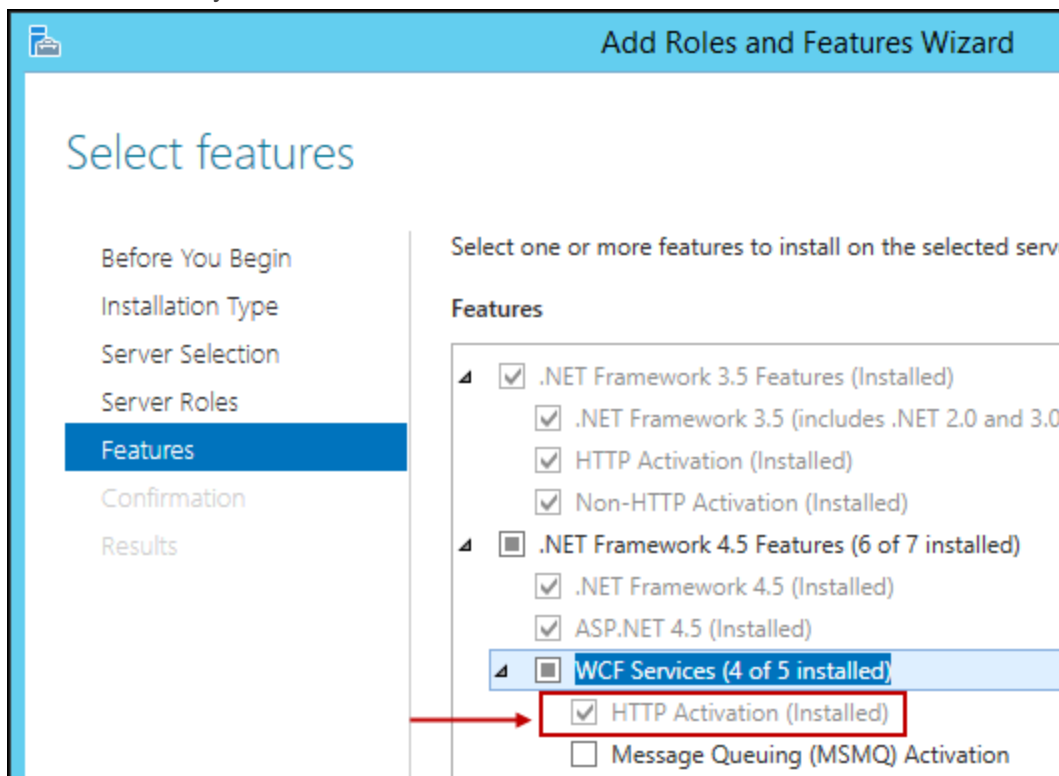 Add Roles and Features Wizard
Select features
Before You Begin
Installation Type
Server Selection
Server Roles
Features
Confirmation
Results
Select one or more features to install on the selected serv
Features
.NET Framework 3.5 Features (Installed)
.NET Framework 3.5 (includes .NET 2.0 and 3.0
HTTP Activation (Installed)
Non-HTTP Activation (Installed)
.NET Framework 4.5 Features (6 of 7 installed)
.NET Framework 4.5 (Installed)
ASP.NET 4.5 (Installed)
WCF Services (4 of 5 installed)
HTTP Activation (Installed)
Message Queuing (MSMQ) Activation